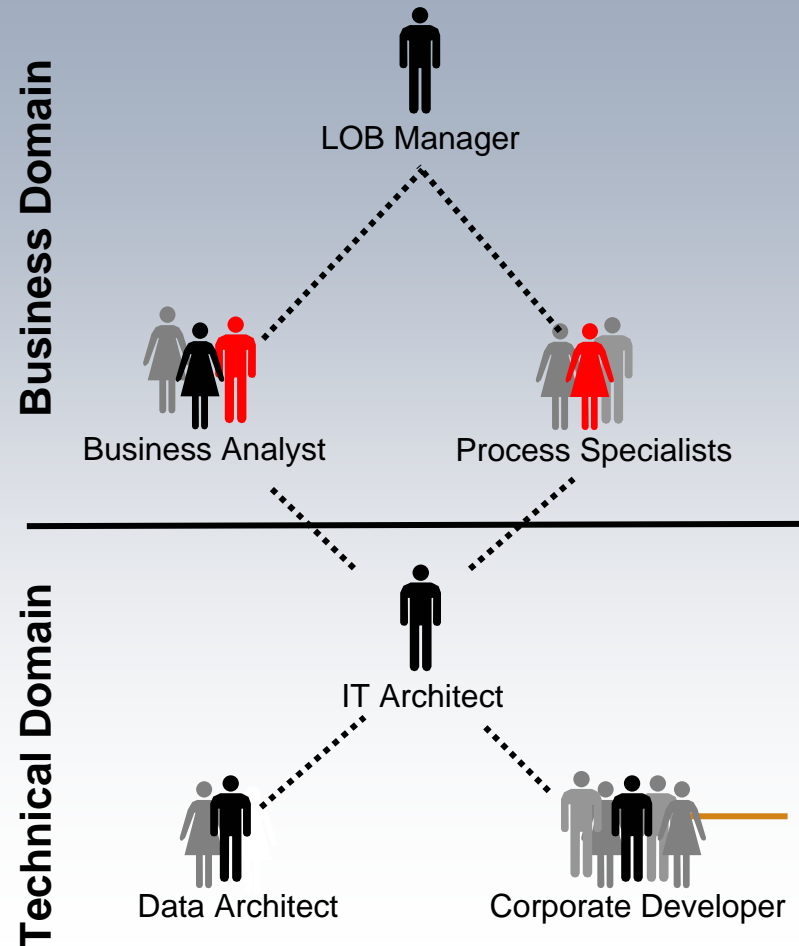 Business Domain
LOB Manager
Business Analyst
Process Specialists
Technical Domain
IT Architect
Data Architect
Corporate Developer